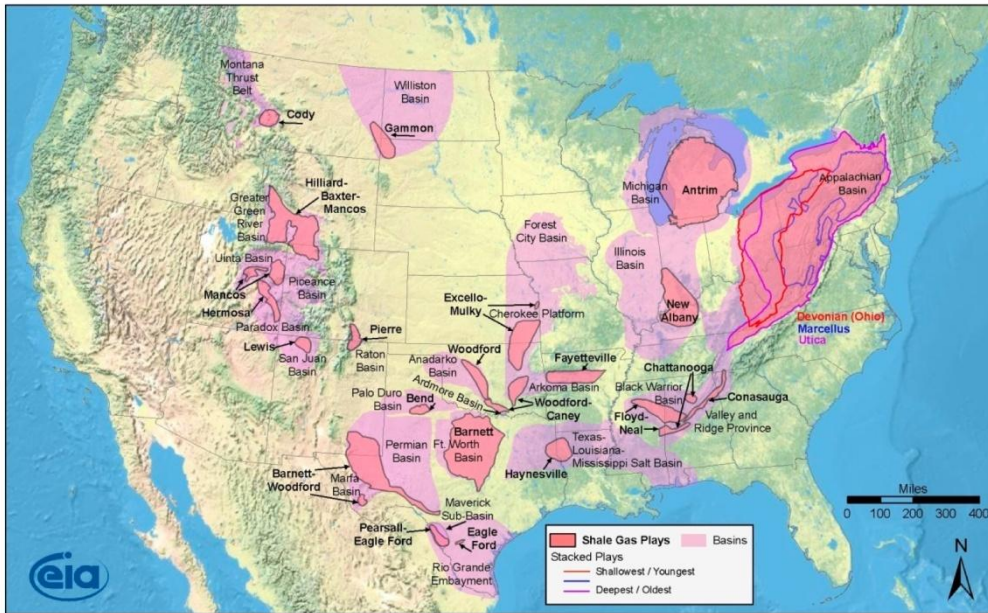 Montana
Thrust
Belt
Cody
Williston
Basin
Gammon
Hilliard-
Baxter-
Mancos
Greater
Green
River
Basin
Uinta Basin
Mancos
Piceance
Basin
Hermosa
Paradox Basin
Lewis
San Juan
Basin
Pierre
Raton
Basin
Michigan
Basin
Antrim
Appalachian
Basin
Forest
City Basin
Illinois
Basin
New
Albany
Devonian (Ohio)
Marcellus
Utica
Excello-
Mulky
Cherokee Platform
Woodford
Anadarko
Basin
Ardmore Basin
Palo Duro
Basin
Bend
Fayetteville
Arkoma Basin
Woodford-
Caney
Chattanooga
Black Warrior
Basin
Conasauga
Floyd-
Neal
Valley and
Ridge Province
Permian
Basin
Barnett
Ft. Worth
Basin
Texas-
Louisiana-
Mississippi Salt Basin
Haynesville
Barnett-
Woodford
Marfa
Basin
Maverick
Sub-Basin
Pearsall-
Eagle Ford
Eagle
Ford
Rio Grande
Embayment
Miles
0 100 200 300 400
Shale Gas Plays
Basins
Stacked Plays
Shallowest / Youngest
Deepest / Oldest
N
eia